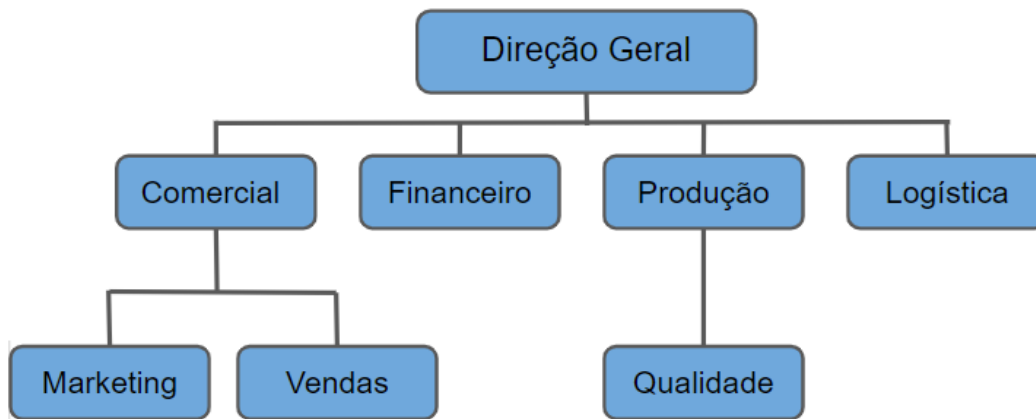 Direção Geral
Comercial
Financeiro
Produção
Logística
Marketing
Vendas
Qualidade